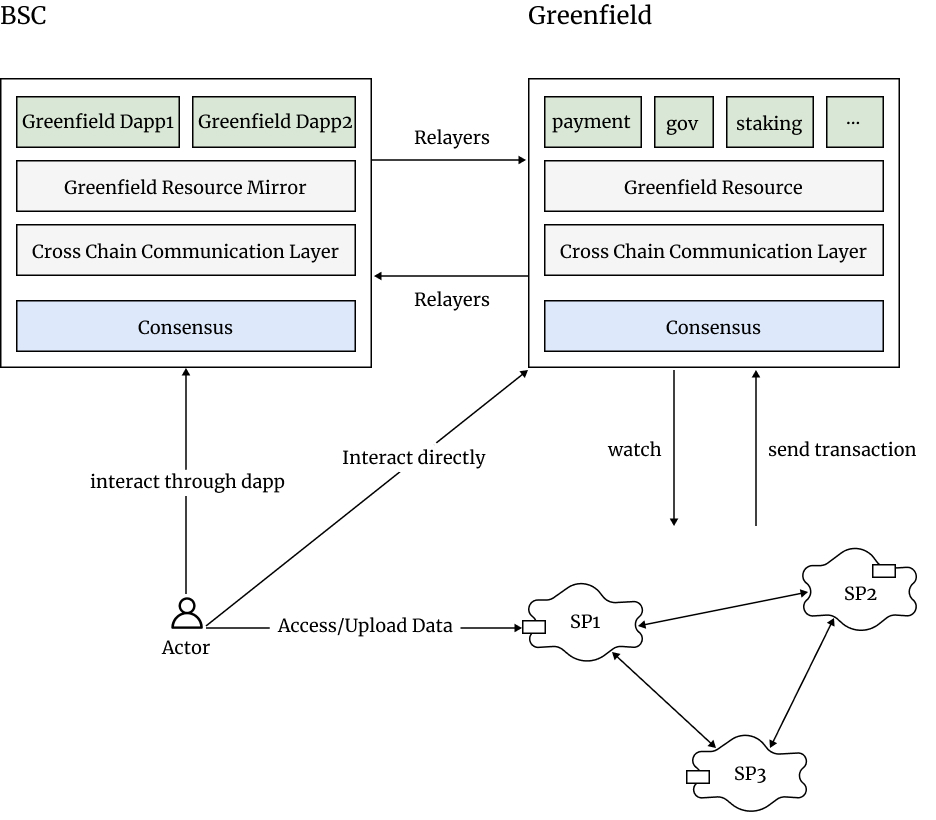 BSC
Greenfield
Greenfield Dapp1
Greenfield Dapp2
Greenfield Resource Mirror
Cross Chain Communication Layer
Consensus
Relayers
Relayers
payment
gov
staking
...
Greenfield Resource
Cross Chain Communication Layer
Consensus
interact through dapp
Interact directly
watch
send transaction
Actor
Access/Upload Data
SP1
SP2
SP3